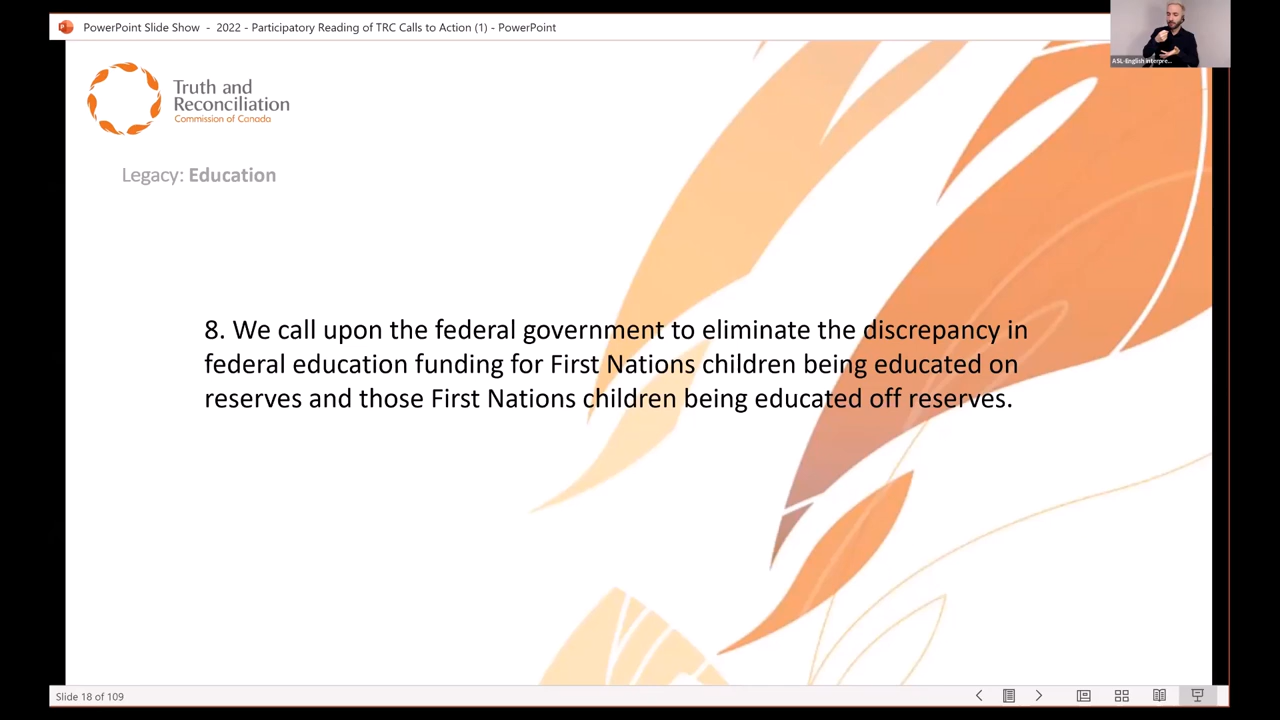 PowerPoint Slide Show - 2022 - Participatory Reading of TRC Calls to Action (1) - PowerPoint
ASL-English Interpre...
Truth and
Reconciliation
Commission of Canada
Legacy: Education
8. We call upon the federal government to eliminate the discrepancy in
federal education funding for First Nations children being educated on
reserves and those First Nations children being educated off reserves.
Slide 18 of 109